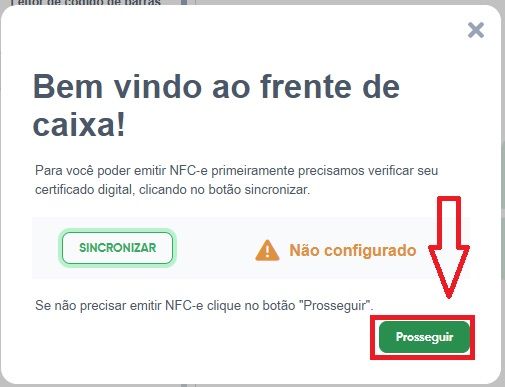 Leitor de código de barras
Bem vindo ao frente de
caixa!
Para você poder emitir NFC-e primeiramente precisamos verificar seu
certificado digital, clicando no botão sincronizar.
SINCRONIZAR
Não configurado
Se não precisar emitir NFC-e clique no botão "Prosseguir".
Prosseguir